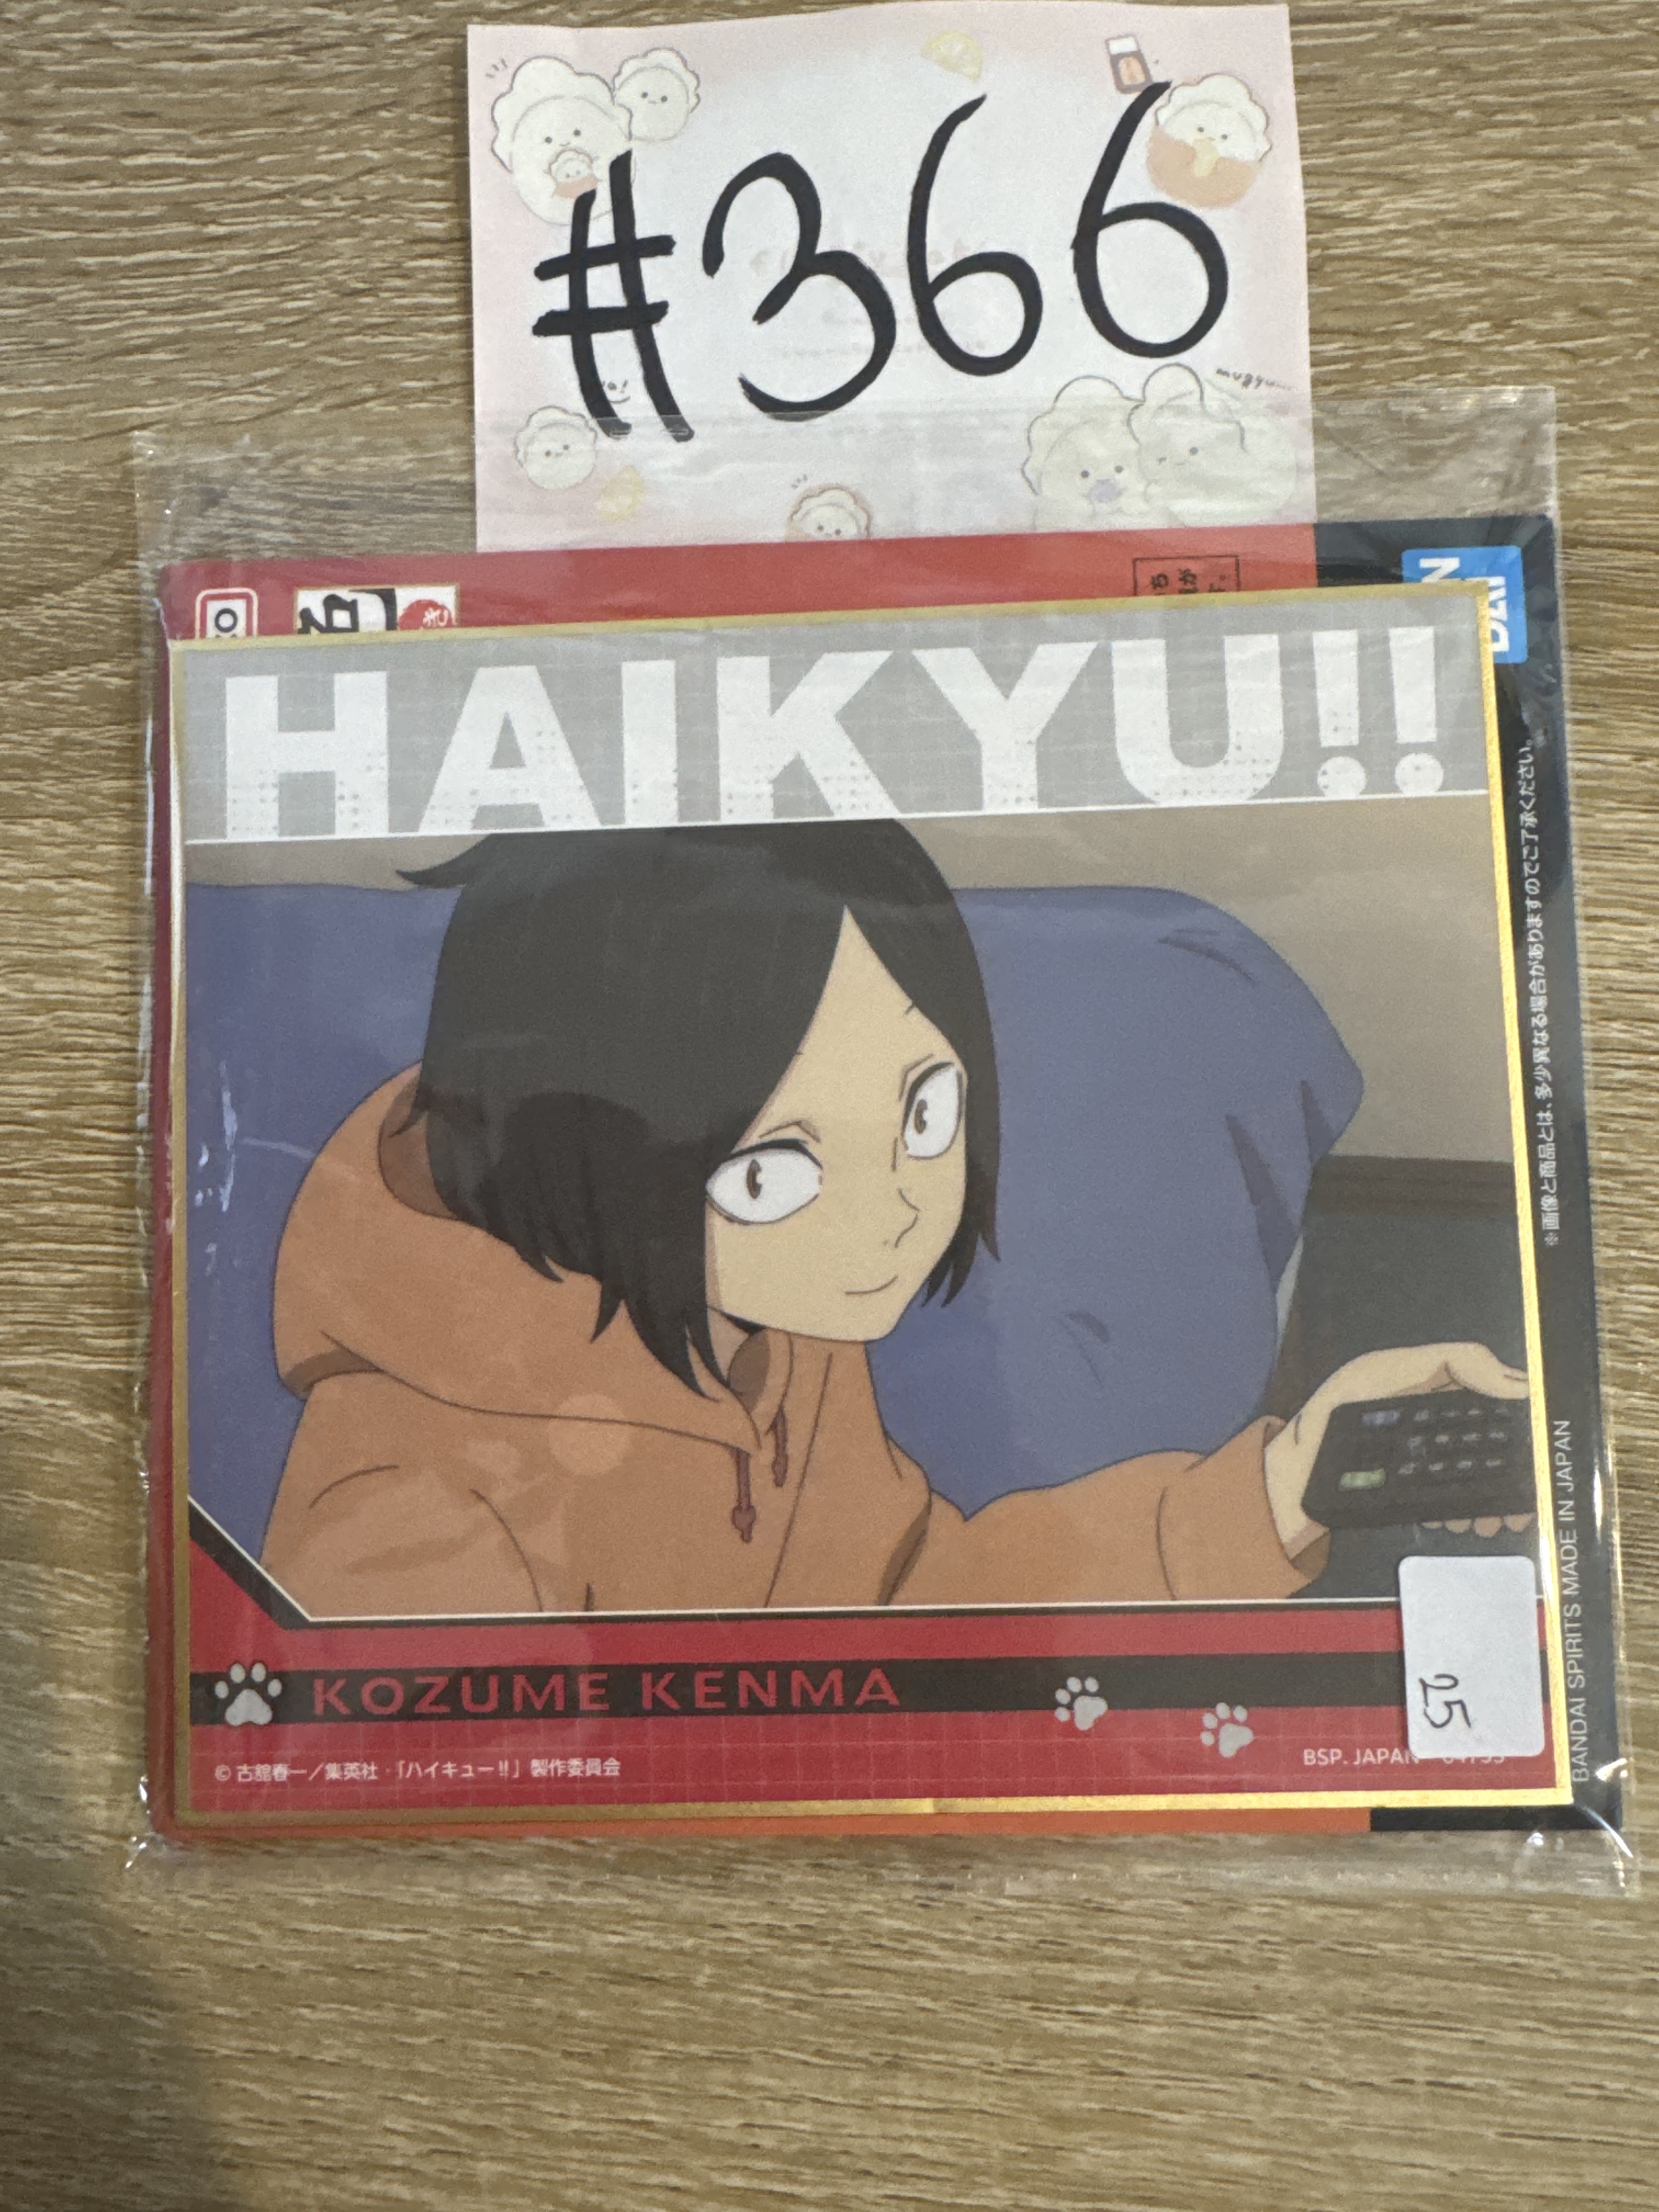 #366
mugyu...
HAIKYU!!
※画像と商品とは、多少異なる場合がありますのでご了承ください。
KOZUME KENMA
25
© 古舘春一／集英社・「ハイキュー!!」製作委員会
BSP. JAPAN
BANDAI SPIRITS MADE IN JAPAN